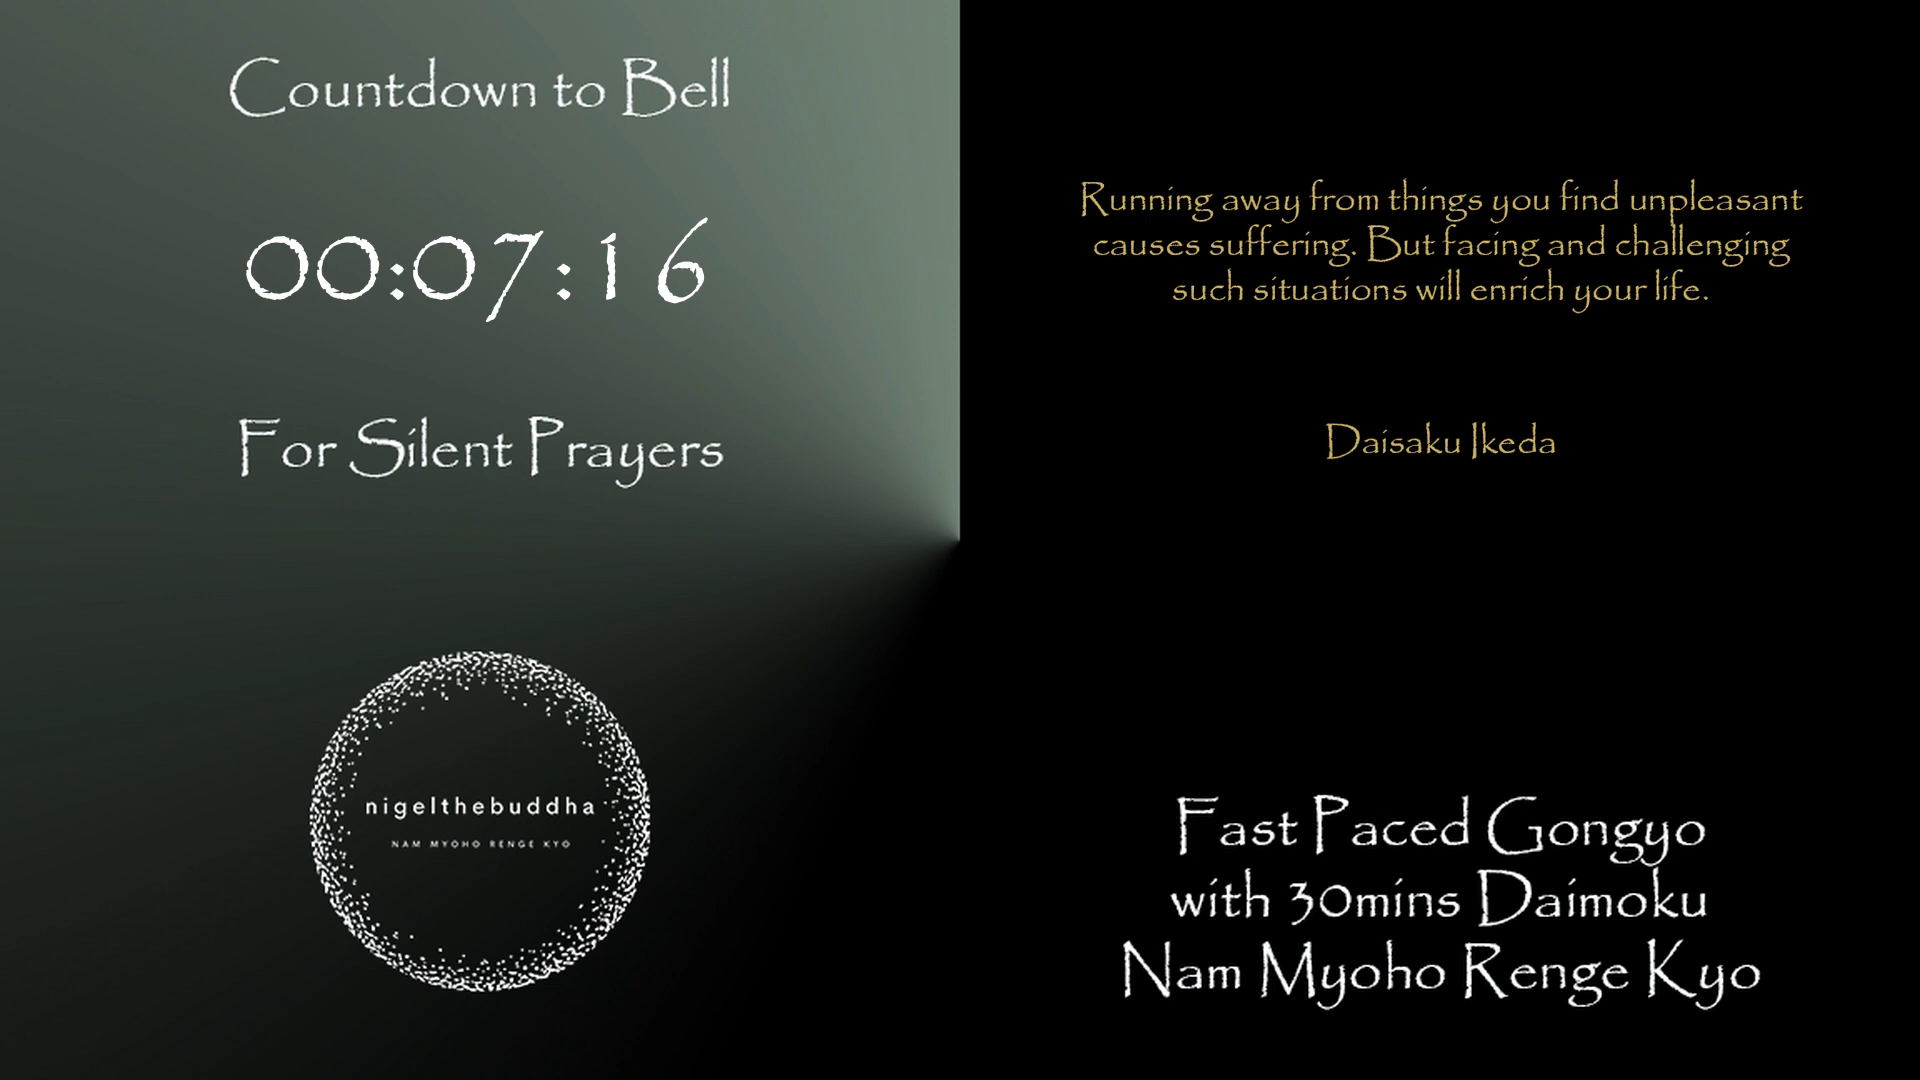 Countdown to Bell
00:07:16
For Silent Prayers
nigelthebuddha
NAM MYOHO RENGE KYO
Running away from things you find unpleasant
causes suffering. But facing and challenging
such situations will enrich your life.
Daisaku Ikeda
Fast Paced Gongyo
with 30mins Daimoku
Nam Myoho Renge Kyo